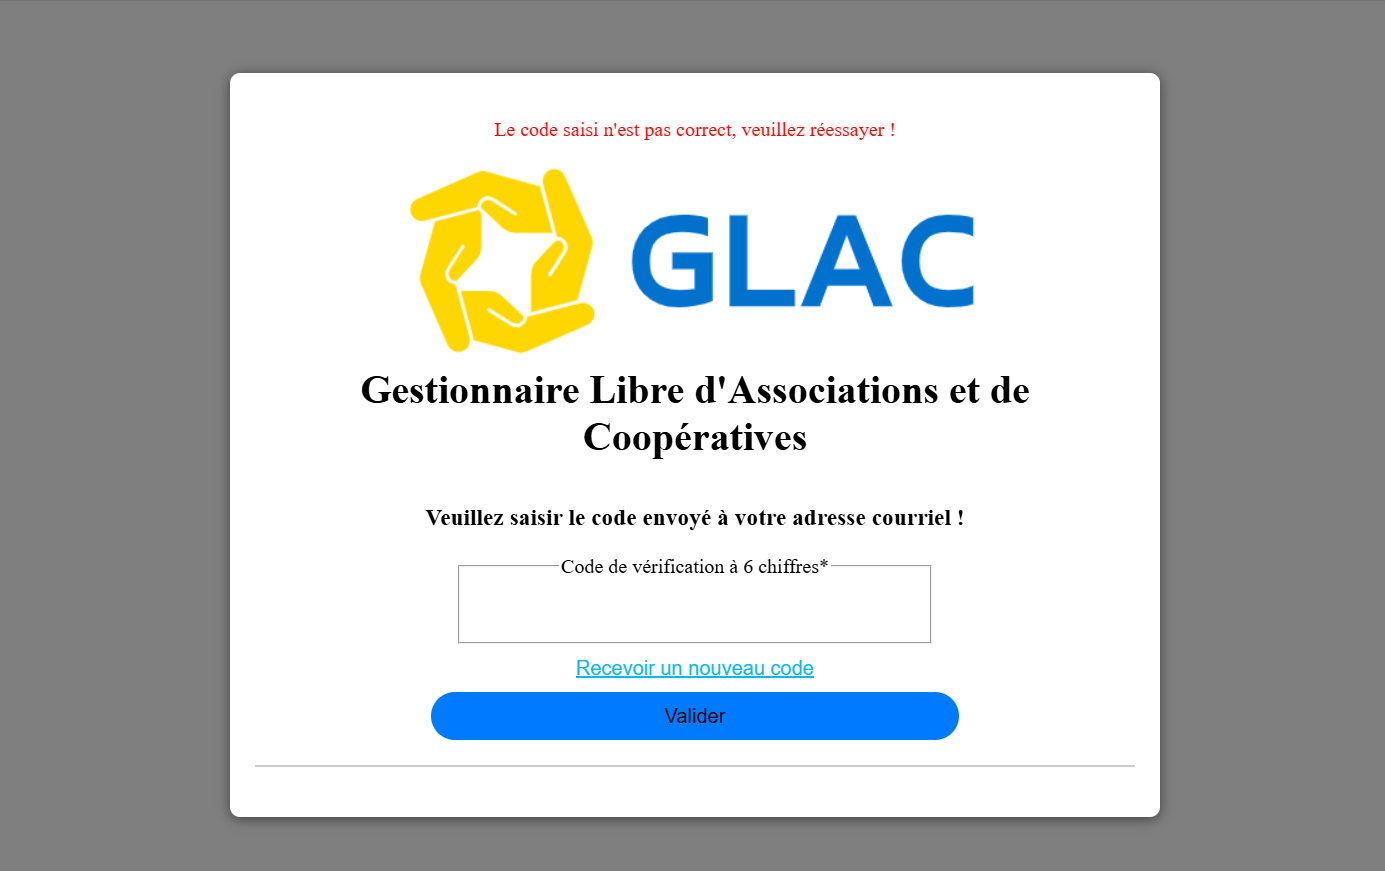 Le code saisi n'est pas correct, veuillez réessayer !
GLAC
Gestionnaire Libre d'Associations et de
Coopératives
Veuillez saisir le code envoyé à votre adresse courriel !
Code de vérification à 6 chiffres*
Recevoir un nouveau code
Valider